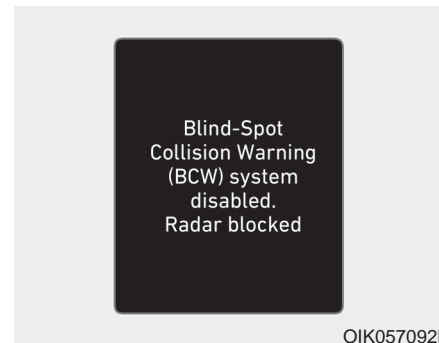 Blind-Spot
Collision Warning
(BCW) system
disabled.
Radar blocked
OIK057092